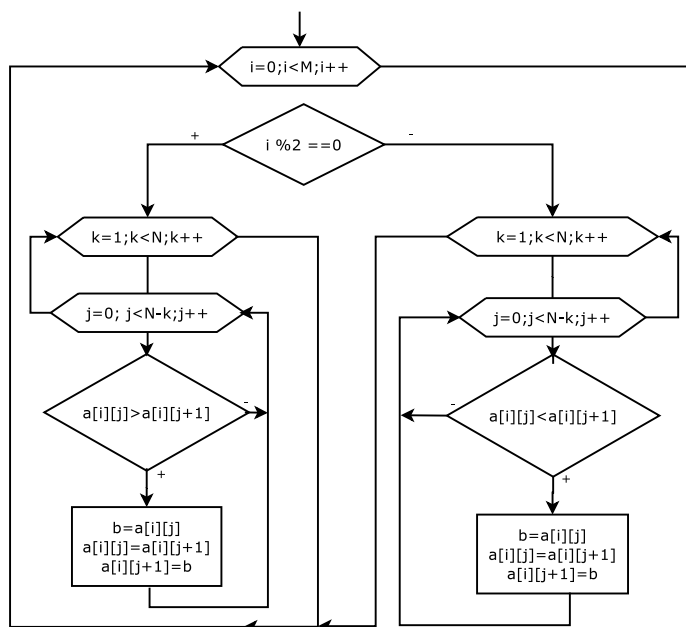 i=0;i<M;i++
i %2 ==0
+
-
k=1;k<N;k++
k=1;k<N;k++
j=0; j<N-k;j++
j=0;j<N-k;j++
a[i][j]>a[i][j+1]
-
+
a[i][j]<a[i][j+1]
-
+
b=a[i][j]
a[i][j]=a[i][j+1]
a[i][j+1]=b
b=a[i][j]
a[i][j]=a[i][j+1]
a[i][j+1]=b